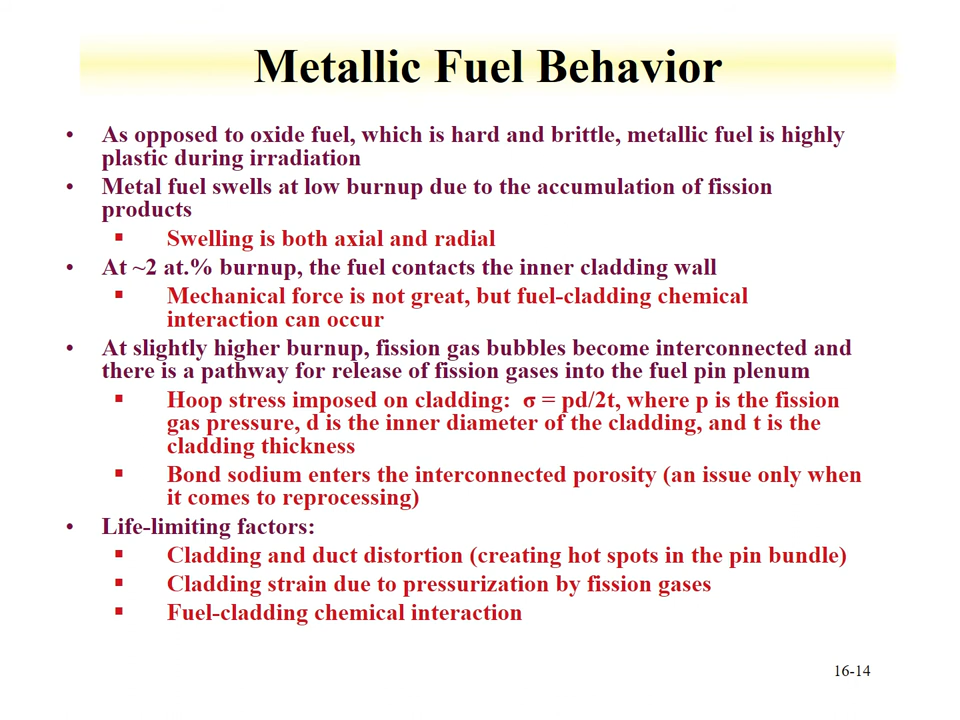 Metallic Fuel Behavior
• As opposed to oxide fuel, which is hard and brittle, metallic fuel is highly
plastic during irradiation
• Metal fuel swells at low burnup due to the accumulation of fission
products
▪ Swelling is both axial and radial
• At ~2 at.% burnup, the fuel contacts the inner cladding wall
▪ Mechanical force is not great, but fuel-cladding chemical
interaction can occur
• At slightly higher burnup, fission gas bubbles become interconnected and
there is a pathway for release of fission gases into the fuel pin plenum
▪ Hoop stress imposed on cladding: σ = pd/2t, where p is the fission
gas pressure, d is the inner diameter of the cladding, and t is the
cladding thickness
▪ Bond sodium enters the interconnected porosity (an issue only when
it comes to reprocessing)
• Life-limiting factors:
▪ Cladding and duct distortion (creating hot spots in the pin bundle)
▪ Cladding strain due to pressurization by fission gases
▪ Fuel-cladding chemical interaction
16-14